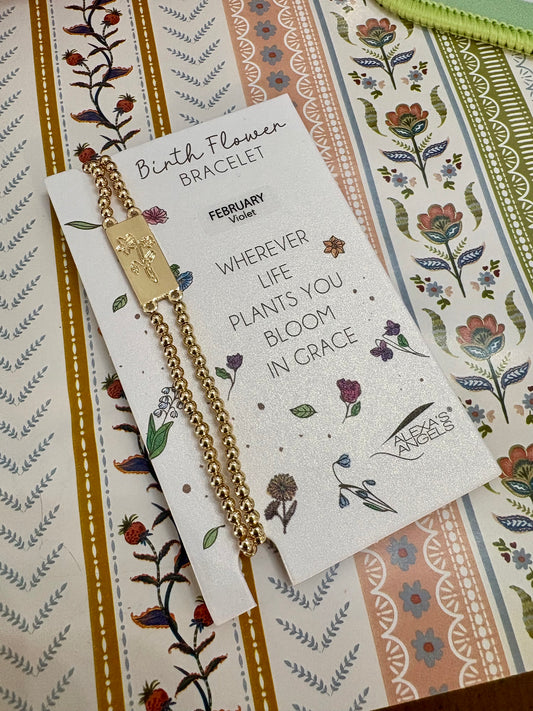 Birth Flower
BRACELET
FEBRUARY
Violet
WHEREVER
LIFE
PLANTS YOU
BLOOM
IN GRACE
ALEXA'S
ANGELS®